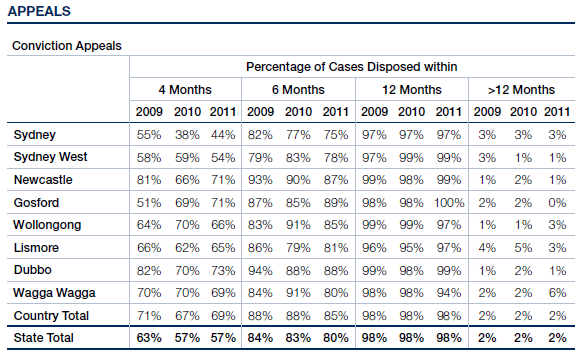 APPEALS
Conviction Appeals
Percentage of Cases Disposed within
4 Months 6 Months 12 Months >12 Months
2009 2010 2011 2009 2010 2011 2009 2010 2011 2009 2010 2011
Sydney 55% 38% 44% 82% 77% 75% 97% 97% 97% 3% 3% 3%
Sydney West 58% 59% 54% 79% 83% 78% 97% 99% 99% 3% 1% 1%
Newcastle 81% 66% 71% 93% 90% 87% 99% 98% 99% 1% 2% 1%
Gosford 51% 69% 71% 87% 85% 89% 98% 98% 100% 2% 2% 0%
Wollongong 64% 70% 66% 83% 91% 85% 99% 99% 97% 1% 1% 3%
Lismore 66% 62% 65% 86% 79% 81% 96% 95% 97% 4% 5% 3%
Dubbo 82% 70% 73% 94% 88% 88% 99% 98% 99% 1% 2% 1%
Wagga Wagga 70% 70% 69% 84% 91% 80% 98% 98% 94% 2% 2% 6%
Country Total 71% 67% 69% 88% 88% 85% 98% 98% 98% 2% 2% 2%
State Total 63% 57% 57% 84% 83% 80% 98% 98% 98% 2% 2% 2%